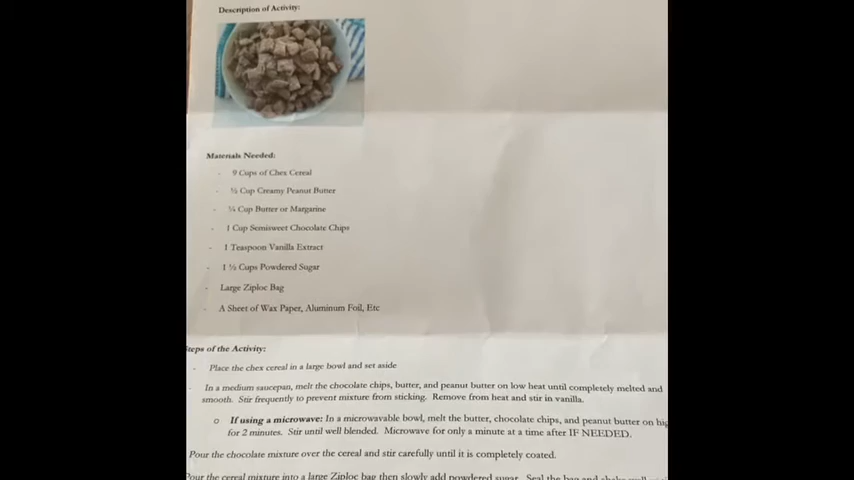 Description of Activity:
Materials Needed:
- 9 Cups of Chex Cereal
- ½ Cup Creamy Peanut Butter
- ¼ Cup Butter or Margarine
- 1 Cup Semisweet Chocolate Chips
- 1 Teaspoon Vanilla Extract
- 1 ½ Cups Powdered Sugar
- Large Ziploc Bag
- A Sheet of Wax Paper, Aluminum Foil, Etc
Steps of the Activity:
- Place the chex cereal in a large bowl and set aside
- In a medium saucepan, melt the chocolate chips, butter, and peanut butter on low heat until completely melted and
smooth. Stir frequently to prevent mixture from sticking. Remove from heat and stir in vanilla.
o If using a microwave: In a microwavable bowl, melt the butter, chocolate chips, and peanut butter on hig
for 2 minutes. Stir until well blended. Microwave for only a minute at a time after IF NEEDED.
Pour the chocolate mixture over the cereal and stir carefully until it is completely coated.
Pour the cereal mixture into a large Ziploc bag then slowly add powdered sugar. Seal the bag and shake